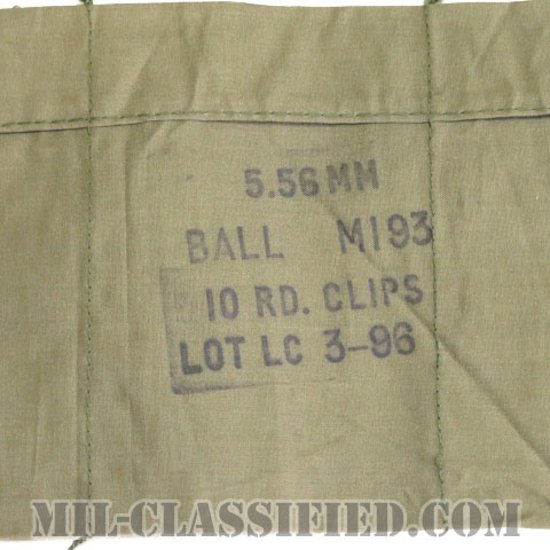 5.56 MM
BALL M193
10 RD. CLIPS
LOT LC 3-96
MIL-CLASSIFIED.COM